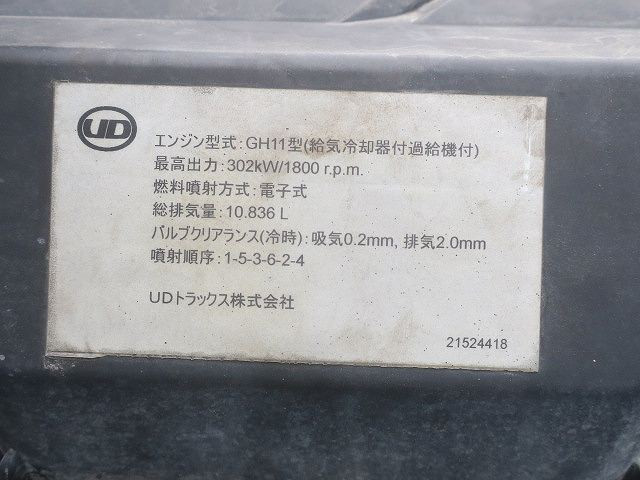 UD
エンジン型式:GH11型(給気冷却器付過給機付)
最高出力:302kW/1800 r.p.m.
燃料噴射方式:電子式
総排気量:10.836 L
バルブクリアランス(冷時):吸気0.2mm, 排気2.0mm
噴射順序:1-5-3-6-2-4
UDトラックス株式会社
21524418